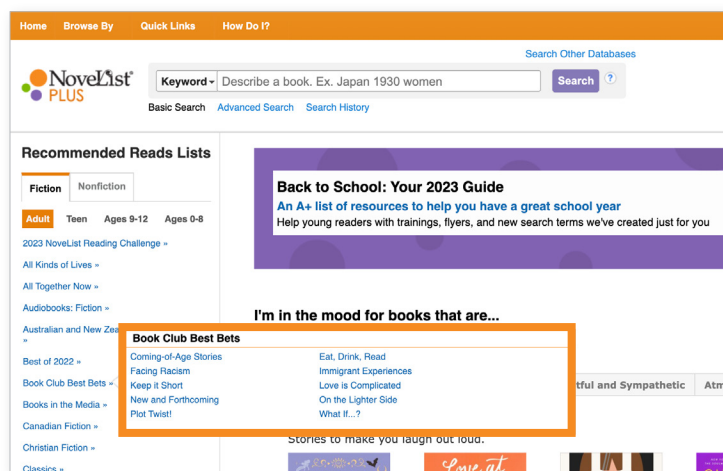 Home Browse By Quick Links How Do I?
Search Other Databases
NoveList PLUS
Keyword Describe a book. Ex. Japan 1930 women Search ?
Basic Search Advanced Search Search History
Recommended Reads Lists
Fiction Nonfiction
Adult Teen Ages 9-12 Ages 0-8
2023 NoveList Reading Challenge »
All Kinds of Lives »
All Together Now »
Audiobooks: Fiction »
Australian and New Zea
»
Best of 2022 »
Book Club Best Bets »
Books in the Media »
Canadian Fiction »
Christian Fiction »
Classics »
Back to School: Your 2023 Guide
An A+ list of resources to help you have a great school year
Help young readers with trainings, flyers, and new search terms we've created just for you
I'm in the mood for books that are...
Book Club Best Bets
Coming-of-Age Stories Eat, Drink, Read
Facing Racism Immigrant Experiences
Keep it Short Love is Complicated
New and Forthcoming On the Lighter Side
Plot Twist! What If...?
tful and Sympathetic Atm
Stories to make you laugh out loud.
Love at